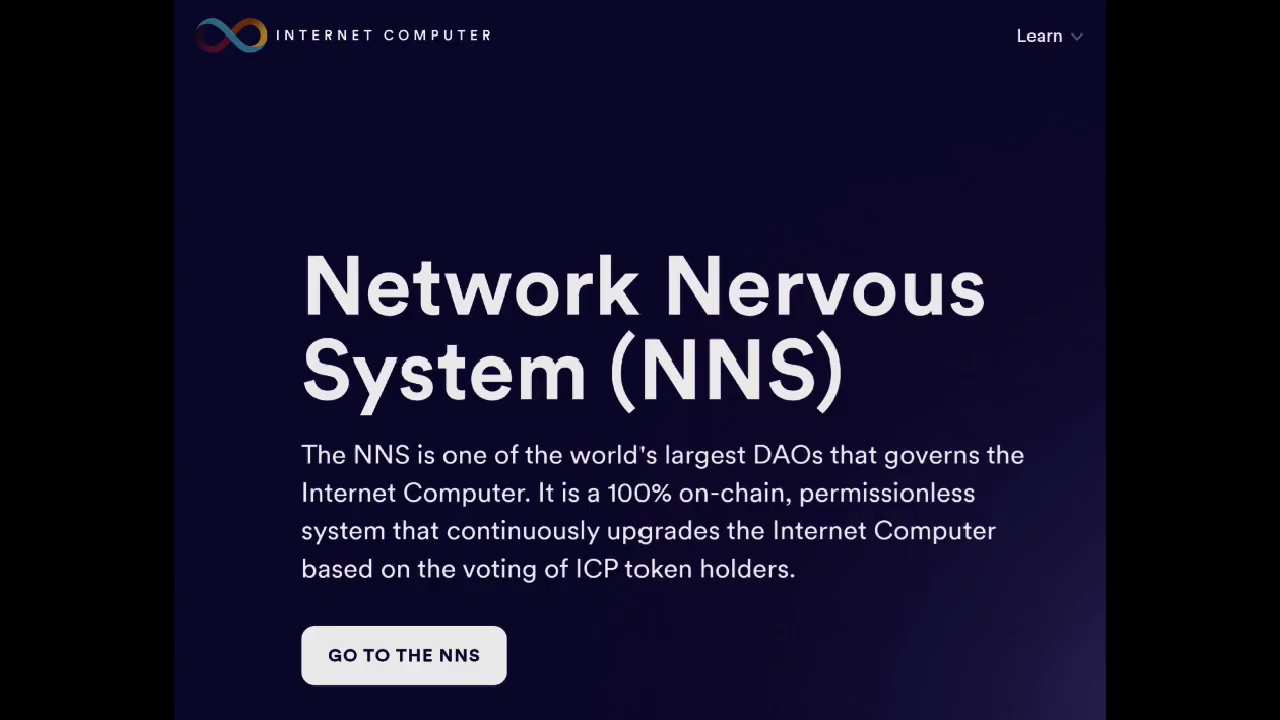 INTERNET COMPUTER
Learn
Network Nervous
System (NNS)
The NNS is one of the world's largest DAOs that governs the
Internet Computer. It is a 100% on-chain, permissionless
system that continuously upgrades the Internet Computer
based on the voting of ICP token holders.
GO TO THE NNS